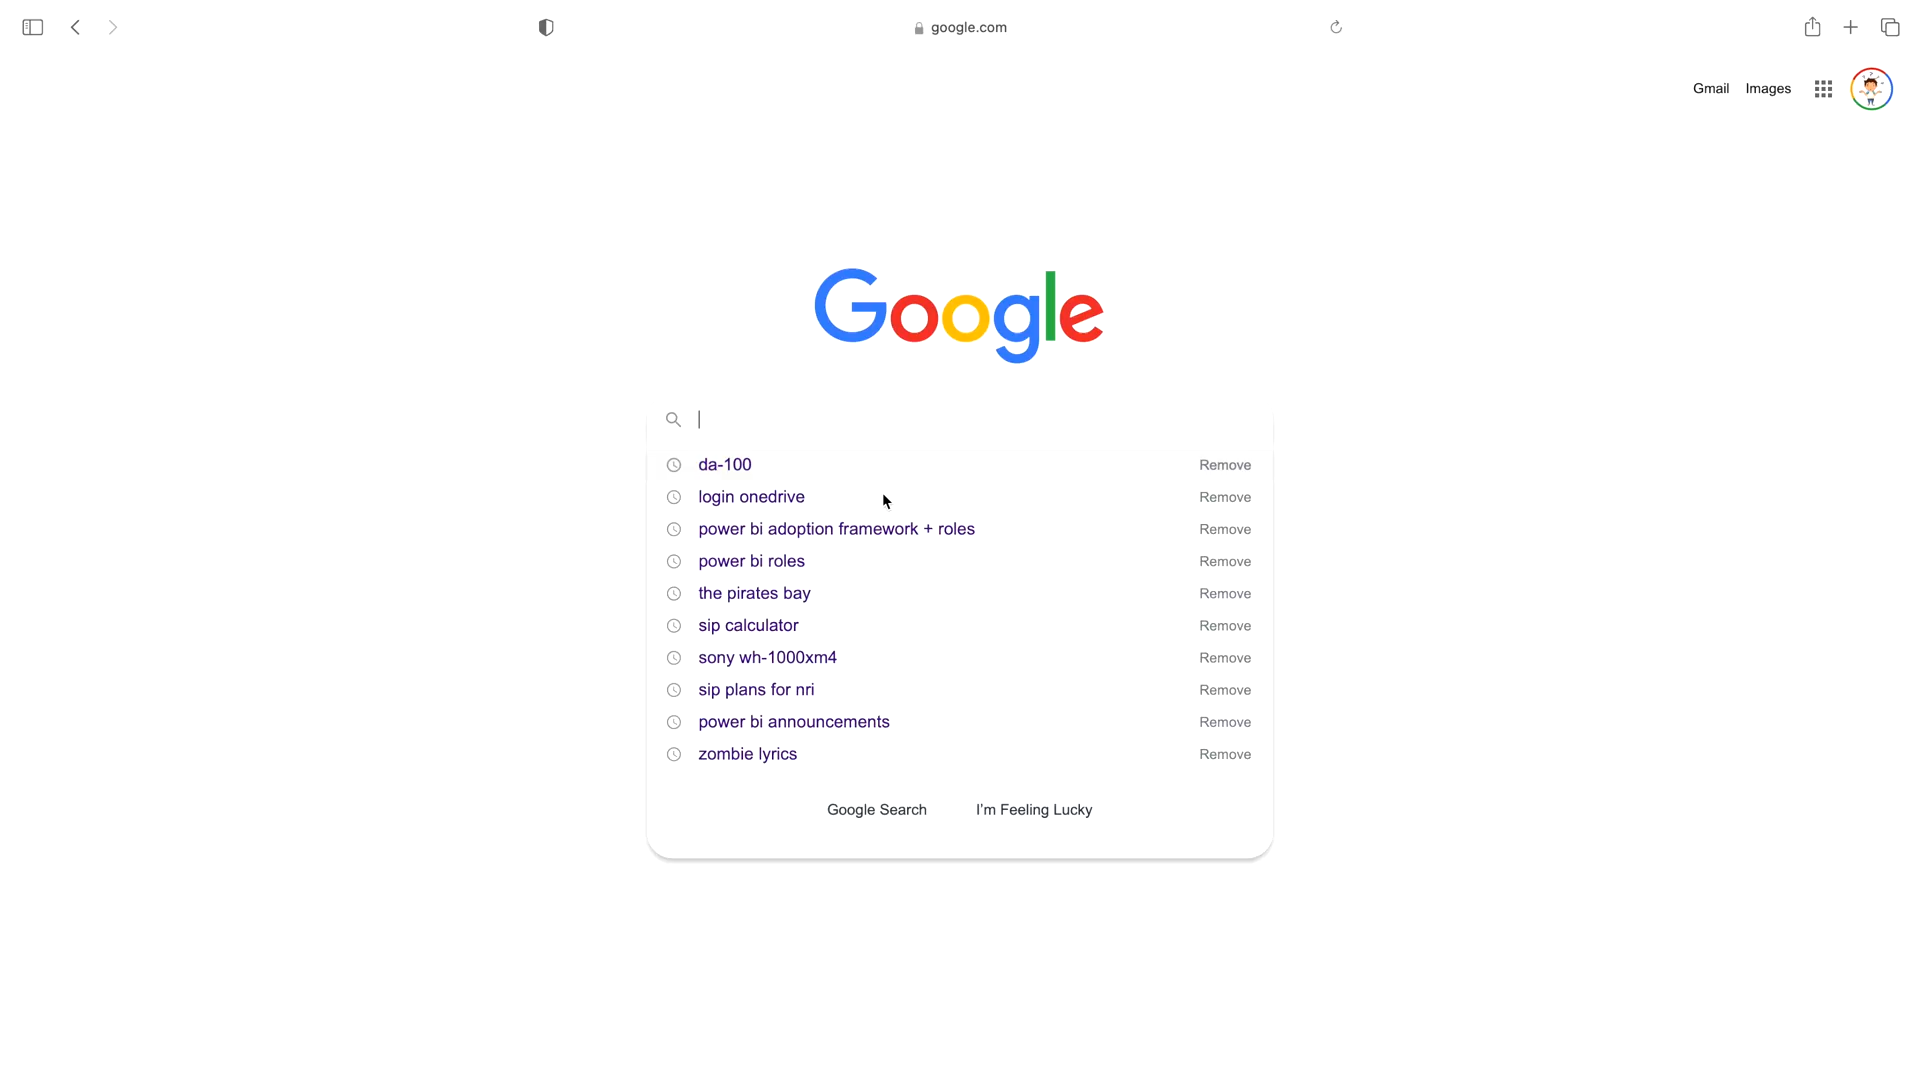 google.com
Gmail Images
Google
da-100 Remove
login onedrive Remove
power bi adoption framework + roles Remove
power bi roles Remove
the pirates bay Remove
sip calculator Remove
sony wh-1000xm4 Remove
sip plans for nri Remove
power bi announcements Remove
zombie lyrics Remove
Google Search I'm Feeling Lucky